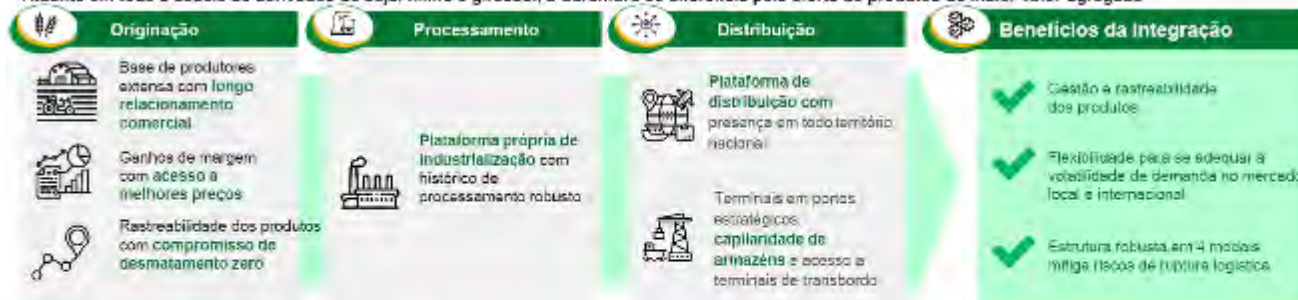 Originação
Base de produtores
extensa com longo
relacionamento
comercial
Ganhos de margem
com acesso a
melhores preços
Rastreabilidade dos produtos
com compromisso de
desmatamento zero
Processamento
Plataforma própria de
industrialização com
histórico de
processamento robusto
Distribuição
Plataforma de
distribuição com
presença em todo território
nacional
Terminais em portos
estratégicos,
capilaridade de
armazéns e acesso a
terminais de transbordo
Benefícios da Integração
Gestão e rastreabilidade
dos produtos
Flexibilidade para se adequar à
volatilidade de demanda no mercado
local e internacional
Estrutura robusta em 4 modais
mitiga riscos de ruptura logística